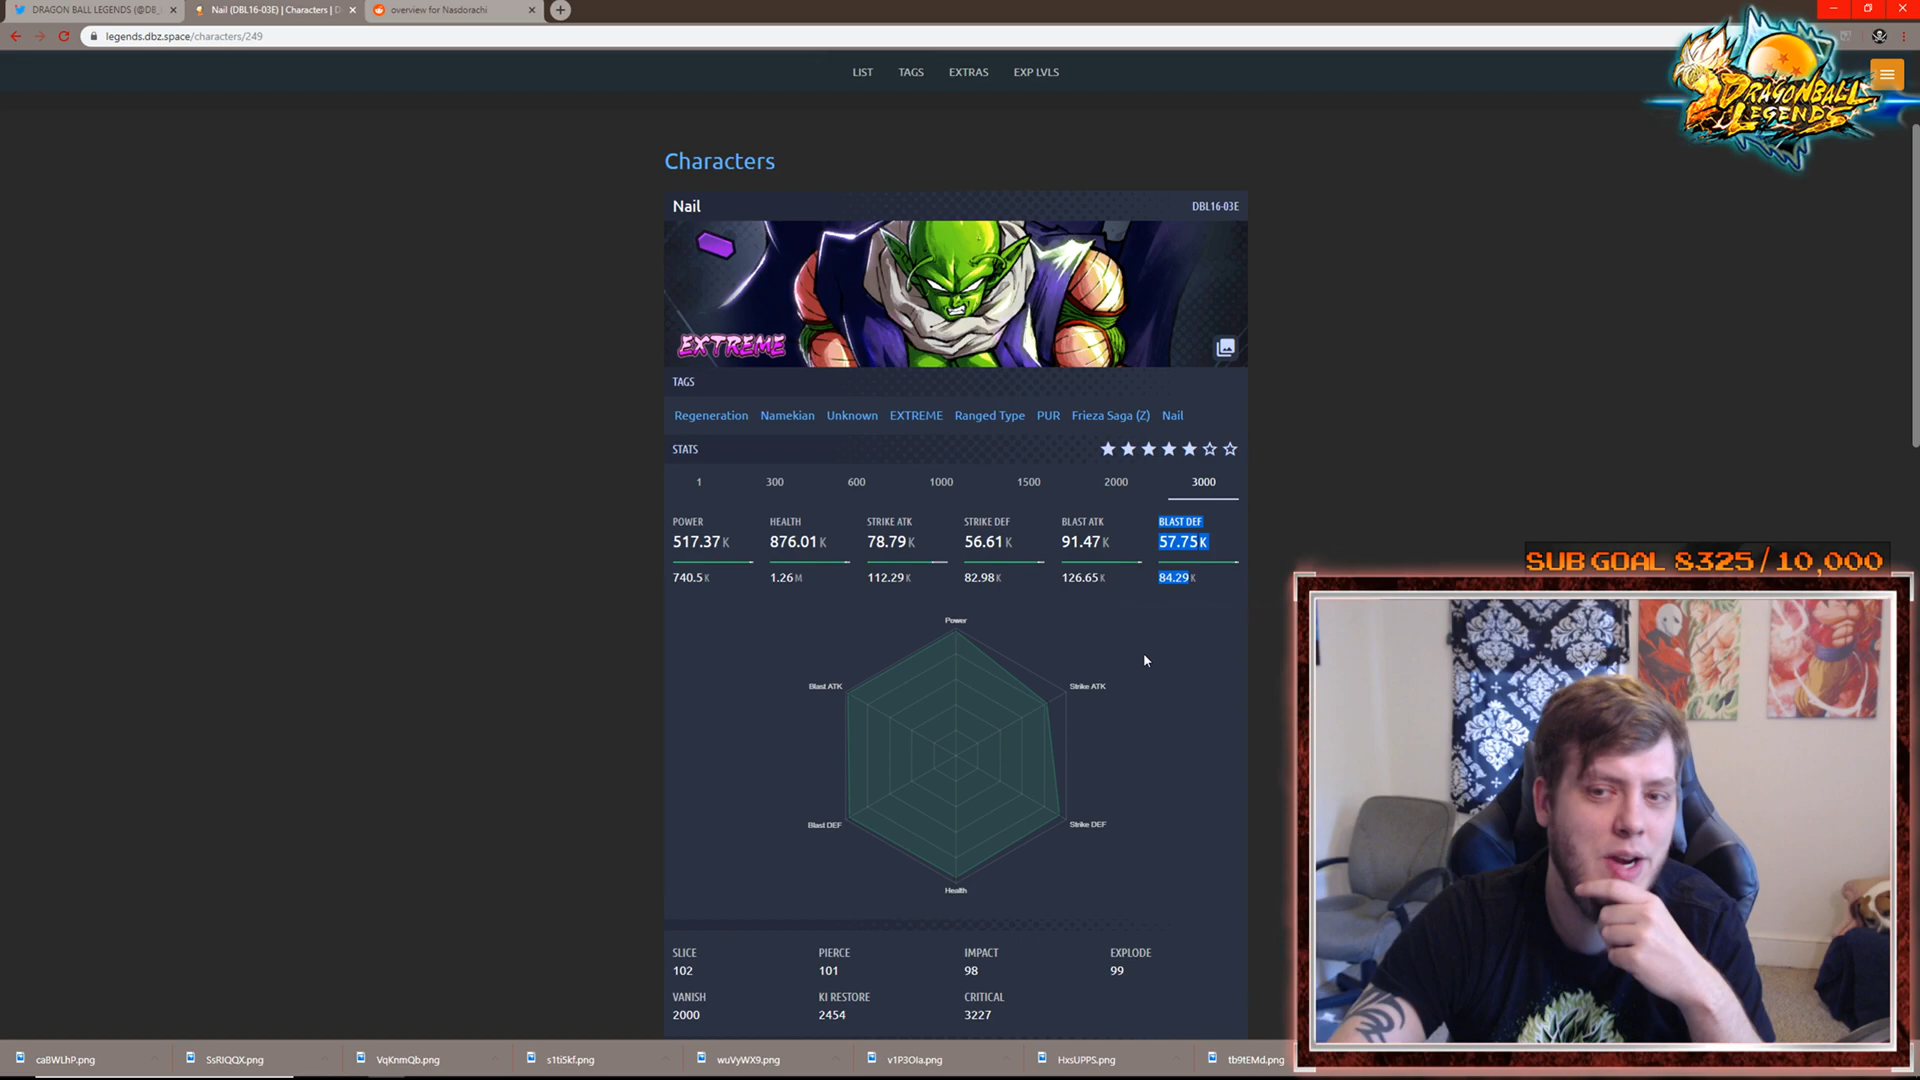 DRAGON BALL LEGENDS (@DB_
Nail (DBL16-03E) | Characters | D
overview for Nasdorachi
legends.dbz.space/characters/249
LIST TAGS EXTRAS EXP LVLS
DRAGONBALL
LEGENDS
Characters
Nail DBL16-03E
EXTREME
TAGS
Regeneration Namekian Unknown EXTREME Ranged Type PUR Frieza Saga (Z) Nail
STATS
1 300 600 1000 1500 2000 3000
POWER HEALTH STRIKE ATK STRIKE DEF BLAST ATK BLAST DEF
517.37K 876.01K 78.79K 56.61K 91.47K 57.75K
740.5K 1.26M 112.29K 82.98K 126.65K 84.29K
SUB GOAL 8325/10,000
Power
Blast ATK Strike ATK
Blast DEF Strike DEF
Health
SLICE PIERCE IMPACT EXPLODE
102 101 98 99
VANISH KI RESTORE CRITICAL
2000 2454 3227
caBWLhP.png SsRIQQX.png VqKnmQb.png s1ti5kf.png wuVyWX9.png v1P3OIa.png HxsUPPS.png tb9tEMd.png